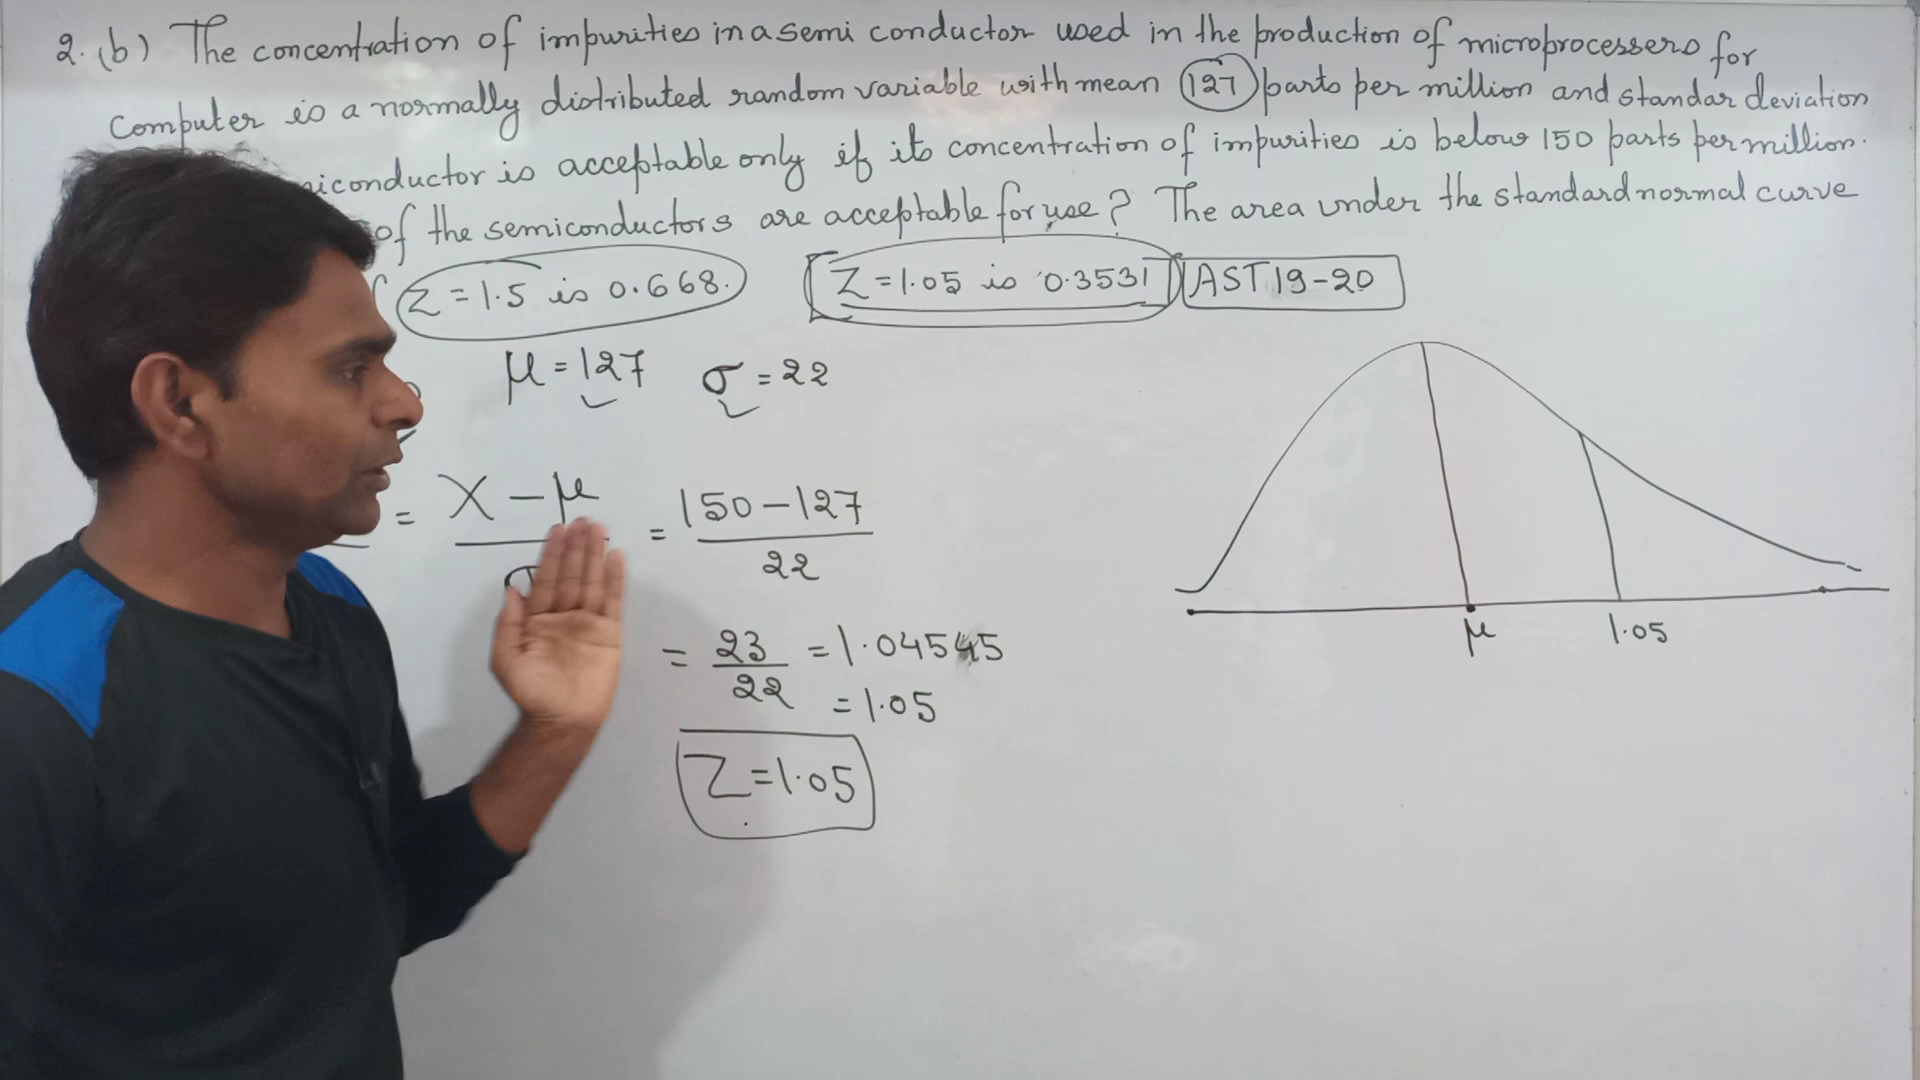 2. (b) The concentration of impurities in a semi conductor used in the production of microprocessers for
Computer is a normally distributed random variable with mean 127 parts per million and standar deviation
iconductor is acceptable only if its concentration of impurities is below 150 parts per million.
of the semiconductors are acceptable for use? The area under the standard normal curve
Z = 1.5 is 0.668. Z = 1.05 is 0.3531 AST 19-20
μ = 127 σ = 22
= X - μ = 150 - 127
22
= 23 = 1.04545
22 = 1.05
Z = 1.05
μ 1.05